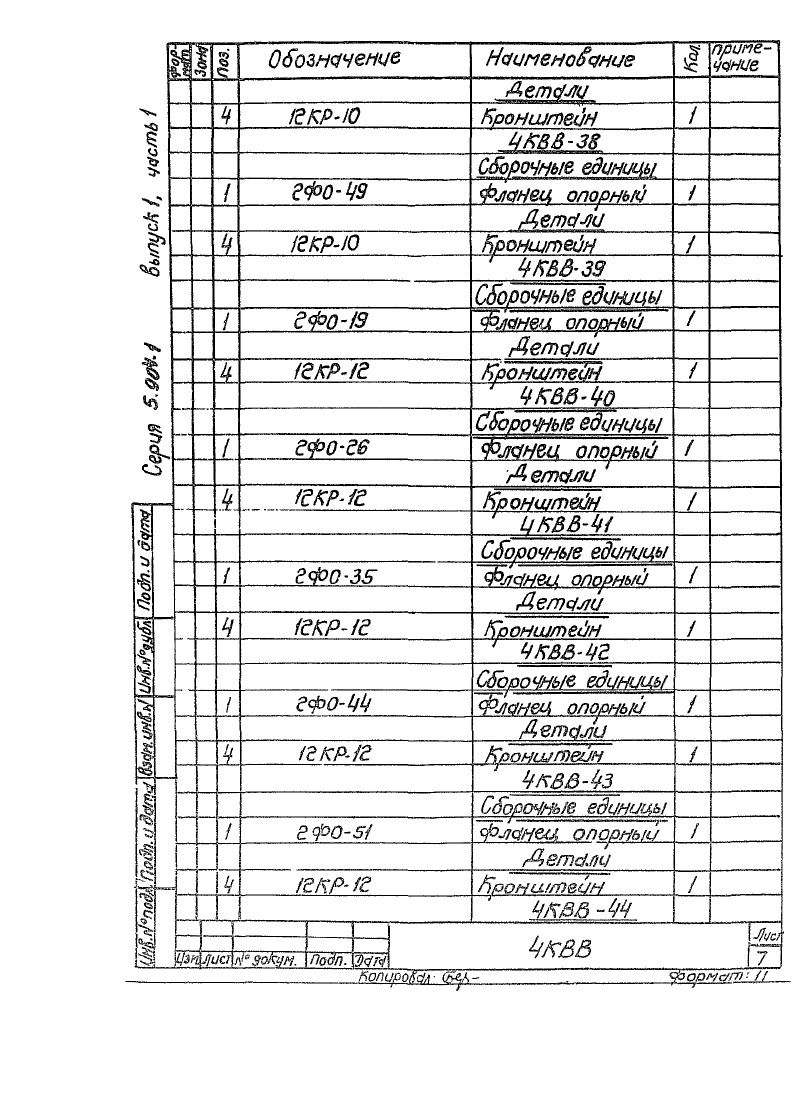 Фор-мат. Зона Поз. Обозначение Наименование Кол. Приме-чание
Детали
4 12КР-10 Кронштейн 1
4КВВ-38
Сборочные единицы
1 2ФО-49 Фланец опорный 1
Детали
4 12КР-10 Кронштейн 1
4КВВ-39
Сборочные единицы
1 2ФО-19 Фланец опорный 1
Детали
4 12КР-12 Кронштейн 1
4КВВ-40
Сборочные единицы
1 2ФО-26 Фланец опорный 1
Детали
4 12КР-12 Кронштейн 1
4КВВ-41
Сборочные единицы
1 2ФО-35 Фланец опорный 1
Детали
4 12КР-12 Кронштейн 1
4КВВ-42
Сборочные единицы
1 2ФО-44 Фланец опорный 1
Детали
4 12КР-12 Кронштейн 1
4КВВ-43
Сборочные единицы
1 2ФО-51 Фланец опорный 1
Детали
4 12КР-12 Кронштейн 1
4КВВ-44
Серия 5.904.1 выпуск 1, часть 1
Инв.№ подл. Подп. и дата Взам.инв.№ Инв.№ дубл. Подп. и дата
Изм Лист № докум. Подп. Дата
4КВВ
Лист
7
Копировал: Формат: 11